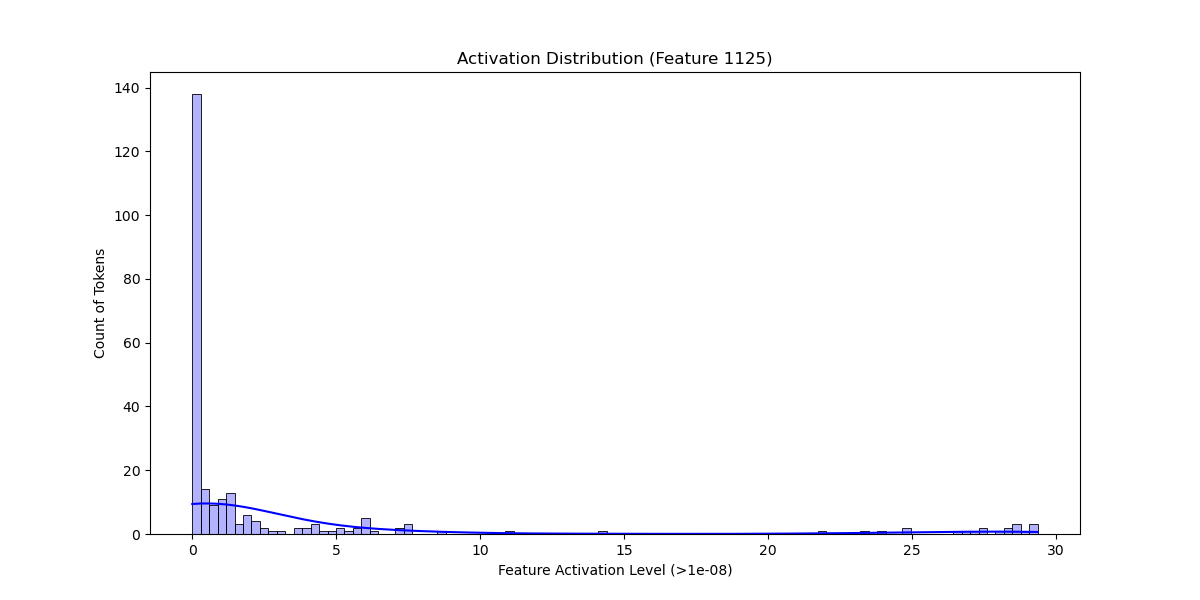 Activation Distribution (Feature 1125)
140
120
100
80
60
40
20
0
Count of Tokens
0 5 10 15 20 25 30
Feature Activation Level (>1e-08)